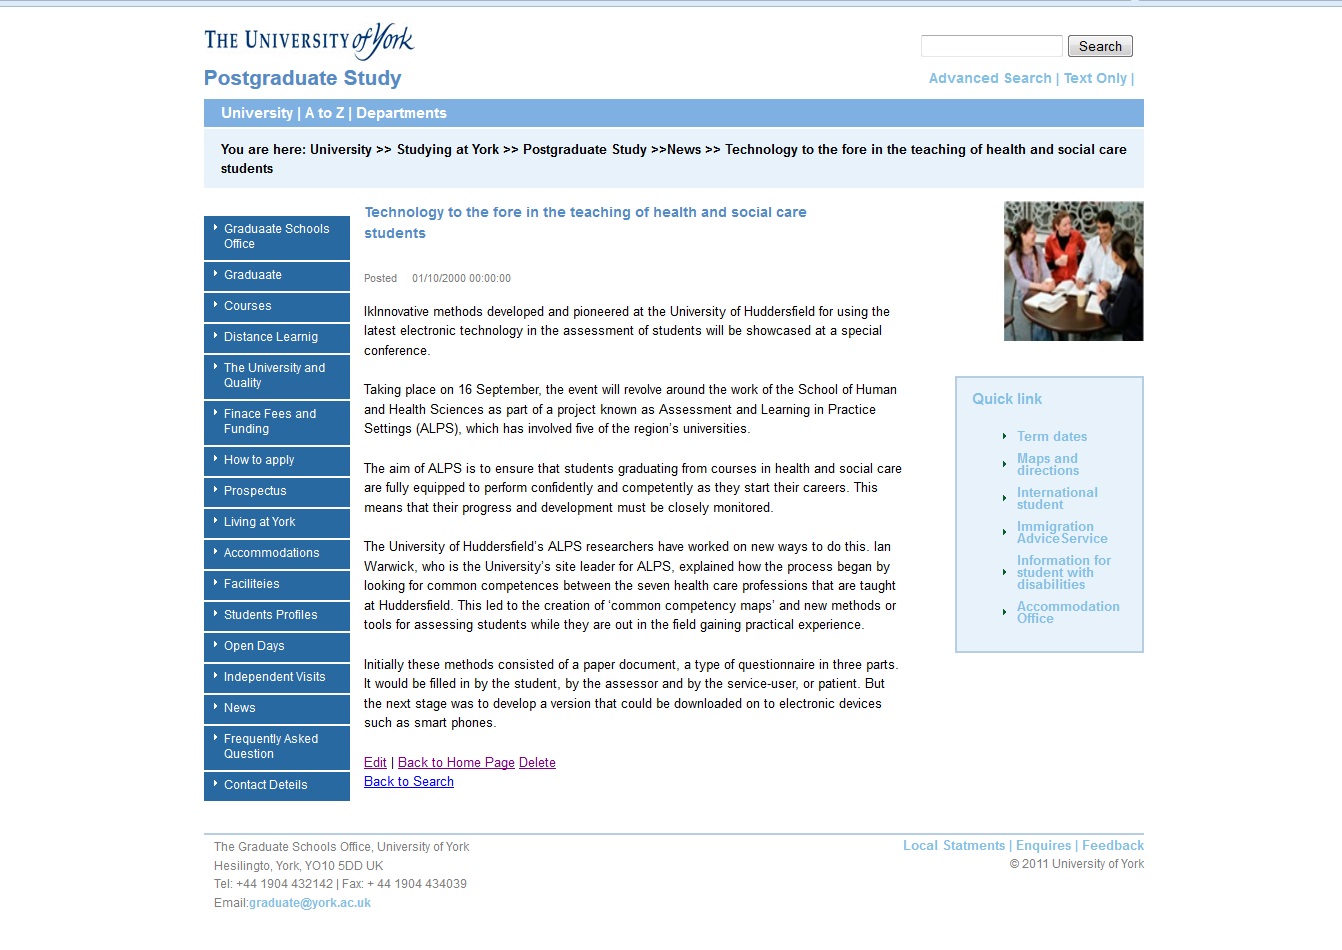 THE UNIVERSITY of York
Postgraduate Study
Search
Advanced Search | Text Only |
University | A to Z | Departments
You are here: University >> Studying at York >> Postgraduate Study >>News >> Technology to the fore in the teaching of health and social care
students
Graduaate Schools
Office
Graduaate
Courses
Distance Learnig
The University and
Quality
Finace Fees and
Funding
How to apply
Prospectus
Living at York
Accommodations
Faciliteies
Students Profiles
Open Days
Independent Visits
News
Frequently Asked
Question
Contact Deteils
Technology to the fore in the teaching of health and social care
students
Posted 01/10/2000 00:00:00
IkInnovative methods developed and pioneered at the University of Huddersfield for using the
latest electronic technology in the assessment of students will be showcased at a special
conference.
Taking place on 16 September, the event will revolve around the work of the School of Human
and Health Sciences as part of a project known as Assessment and Learning in Practice
Settings (ALPS), which has involved five of the region’s universities.
The aim of ALPS is to ensure that students graduating from courses in health and social care
are fully equipped to perform confidently and competently as they start their careers. This
means that their progress and development must be closely monitored.
The University of Huddersfield’s ALPS researchers have worked on new ways to do this. Ian
Warwick, who is the University’s site leader for ALPS, explained how the process began by
looking for common competences between the seven health care professions that are taught
at Huddersfield. This led to the creation of ‘common competency maps’ and new methods or
tools for assessing students while they are out in the field gaining practical experience.
Initially these methods consisted of a paper document, a type of questionnaire in three parts.
It would be filled in by the student, by the assessor and by the service-user, or patient. But
the next stage was to develop a version that could be downloaded on to electronic devices
such as smart phones.
Edit | Back to Home Page Delete
Back to Search
Quick link
Term dates
Maps and
directions
International
student
Immigration
AdviceService
Information for
student with
disabilities
Accommodation
Office
The Graduate Schools Office, University of York
Hesilingto, York, YO10 5DD UK
Tel: +44 1904 432142 | Fax: + 44 1904 434039
Email:graduate@york.ac.uk
Local Statments | Enquires | Feedback
© 2011 University of York